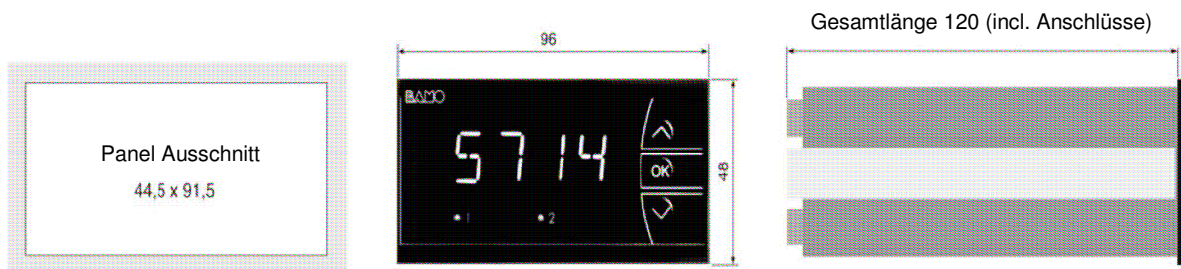 Gesamtlänge 120 (incl. Anschlüsse)
96
BAMO
Panel Ausschnitt
44,5 x 91,5
5714
OK
48
1
2